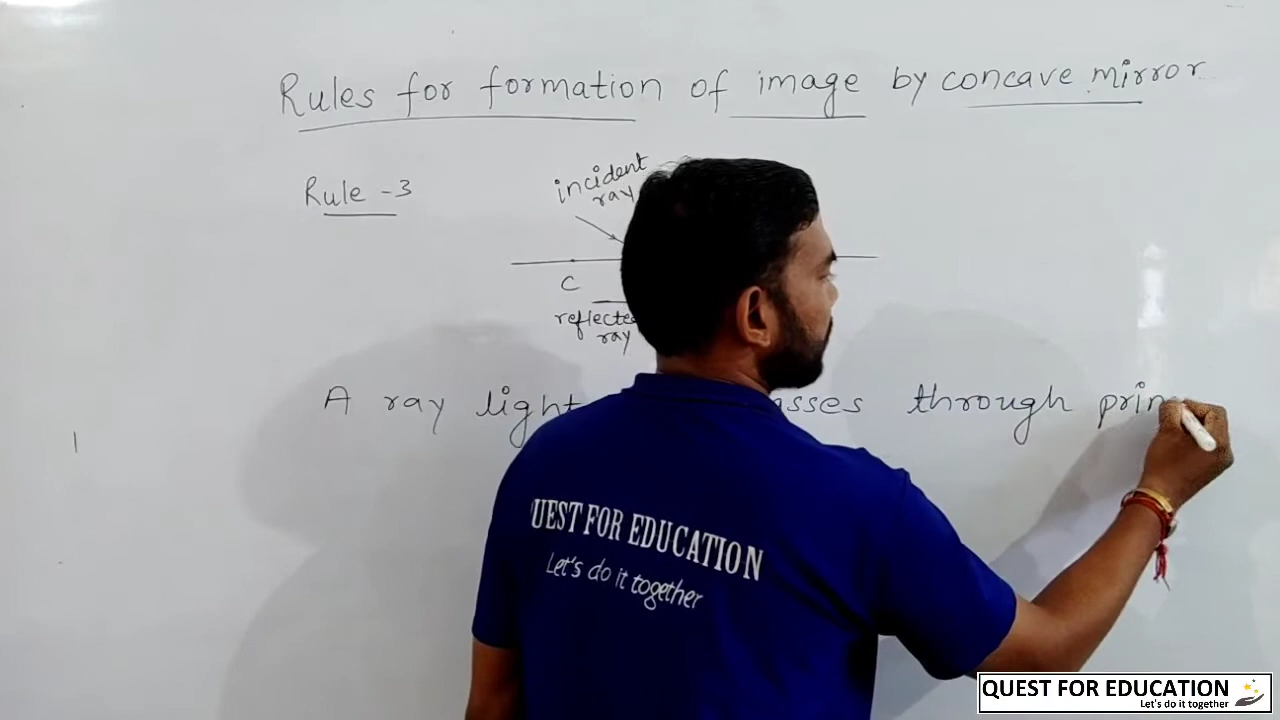 Rules for formation of image by concave mirror
Rule -3
incident
ray
C
reflected
ray
A ray light asses through prin
UEST FOR EDUCATION
Let's do it together
QUEST FOR EDUCATION
Let's do it together